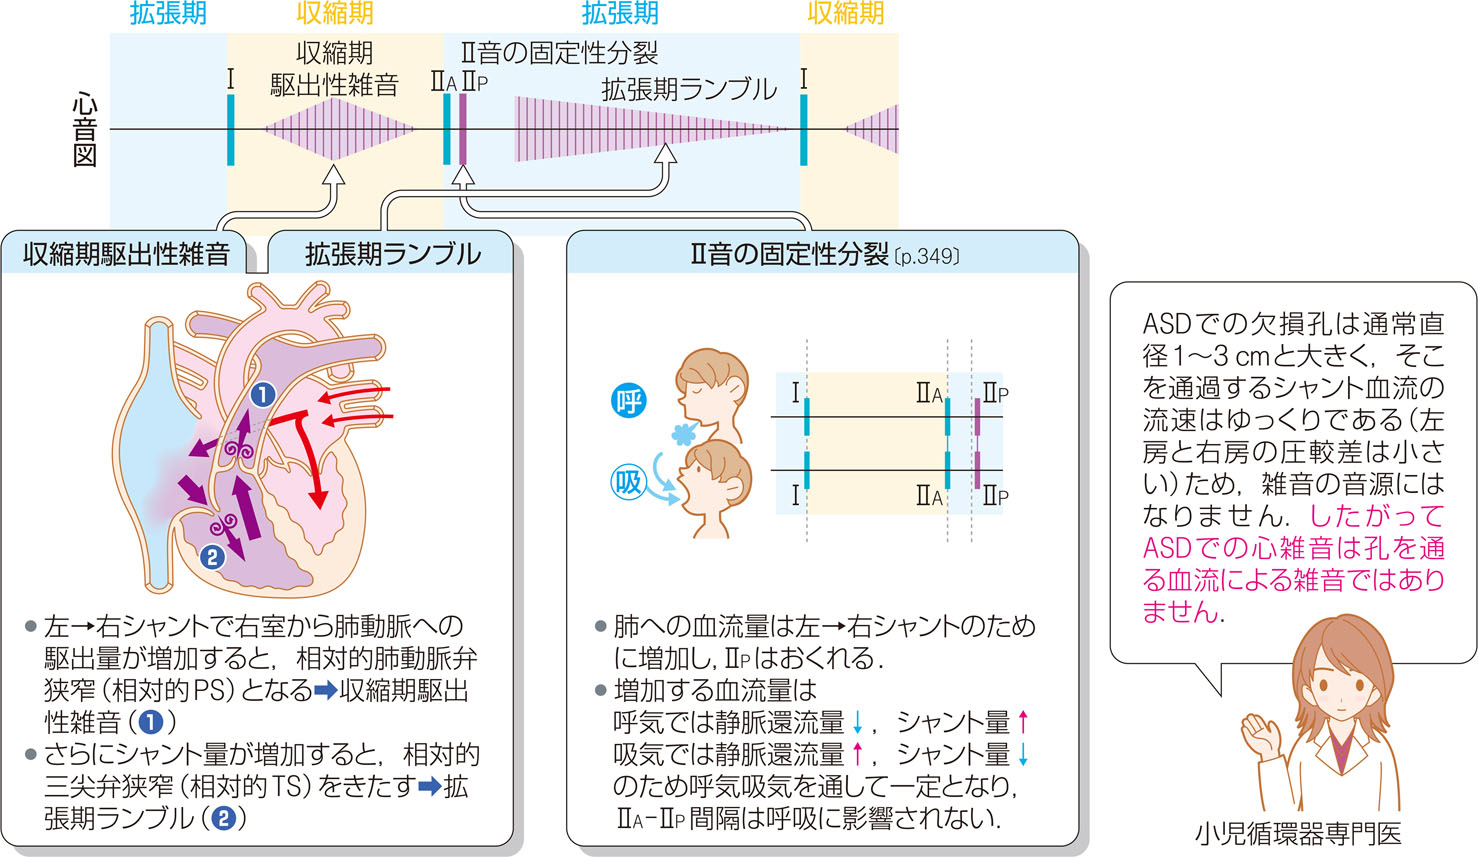 拡張期
収縮期
拡張期
収縮期
心音図
Ⅰ
収縮期
駆出性雑音
ⅡA ⅡP
Ⅱ音の固定性分裂
拡張期ランブル
Ⅰ
収縮期駆出性雑音
拡張期ランブル
1
2
●左→右シャントで右室から肺動脈への
駆出量が増加すると，相対的肺動脈弁
狭窄（相対的PS）となる➡収縮期駆出
性雑音（❶）
●さらにシャント量が増加すると，相対的
三尖弁狭窄（相対的TS）をきたす➡拡
張期ランブル（❷）
Ⅱ音の固定性分裂〔p.349〕
呼
Ⅰ ⅡA ⅡP
吸
Ⅰ ⅡA ⅡP
●肺への血流量は左→右シャントのため
に増加し，ⅡPはおくれる．
●増加する血流量は
呼気では静脈還流量↓，シャント量↑
吸気では静脈還流量↑，シャント量↓
のため呼気吸気を通して一定となり，
ⅡA-ⅡP間隔は呼吸に影響されない．
ASDでの欠損孔は通常直
径1〜3 cmと大きく，そこ
を通過するシャント血流の
流速はゆっくりである（左
房と右房の圧較差は小さ
い）ため，雑音の音源には
なりません．したがって
ASDでの心雑音は孔を通
る血流による雑音ではあり
ません．
小児循環器専門医